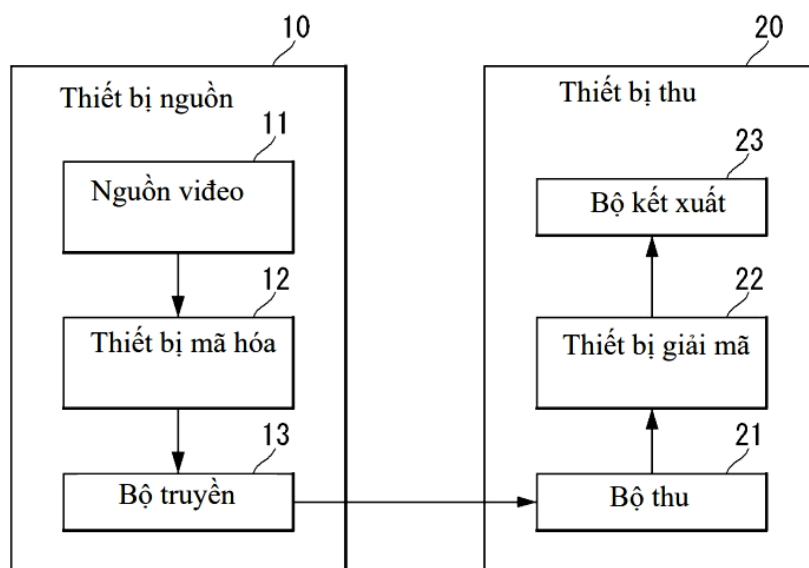 10
Thiết bị nguồn
11
Nguồn viđeo
12
Thiết bị mã hóa
13
Bộ truyền
20
Thiết bị thu
23
Bộ kết xuất
22
Thiết bị giải mã
21
Bộ thu